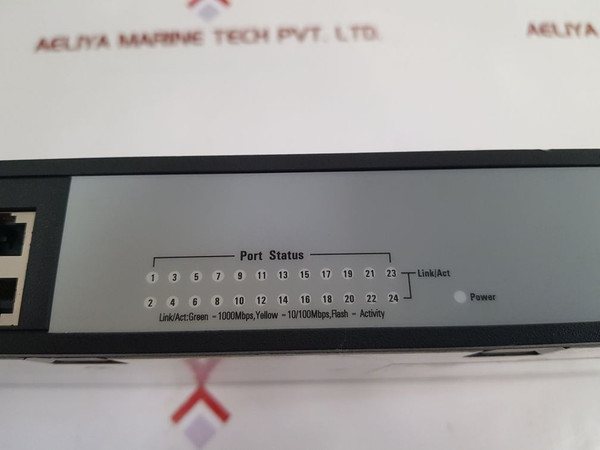 AELIYA MARINE TECH PVT. LTD.
AELIYA MA
Port Status
1 3 5 7 9 11 13 15 17 19 21 23
Link/Act
2 4 6 8 10 12 14 16 18 20 22 24
Power
Link/Act:Green - 1000Mbps,Yellow - 10/100Mbps,Flash - Activity